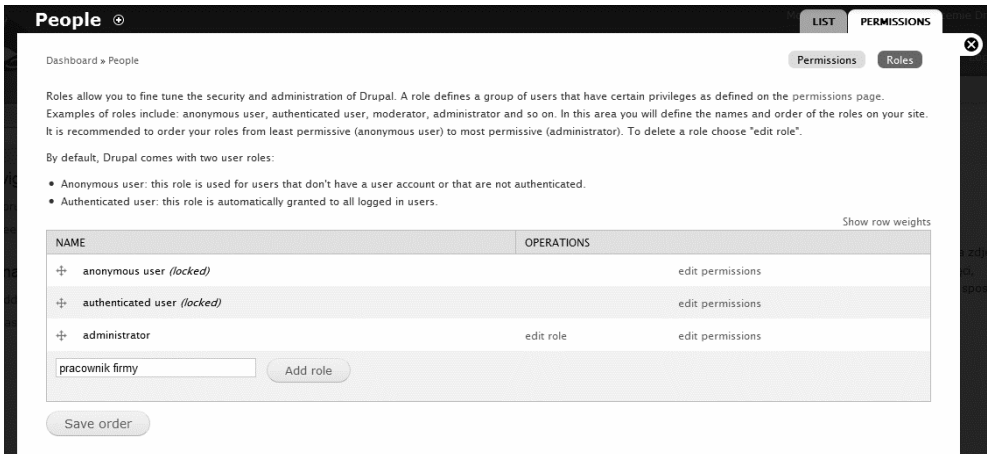 People
LIST
PERMISSIONS
Dashboard » People
Permissions
Roles
Roles allow you to fine tune the security and administration of Drupal. A role defines a group of users that have certain privileges as defined on the permissions page.
Examples of roles include: anonymous user, authenticated user, moderator, administrator and so on. In this area you will define the names and order of the roles on your site.
It is recommended to order your roles from least permissive (anonymous user) to most permissive (administrator). To delete a role choose "edit role".
By default, Drupal comes with two user roles:
• Anonymous user: this role is used for users that don't have a user account or that are not authenticated.
• Authenticated user: this role is automatically granted to all logged in users.
Show row weights
NAME OPERATIONS
anonymous user (locked) edit permissions
authenticated user (locked) edit permissions
administrator edit role edit permissions
pracownik firmy Add role
Save order